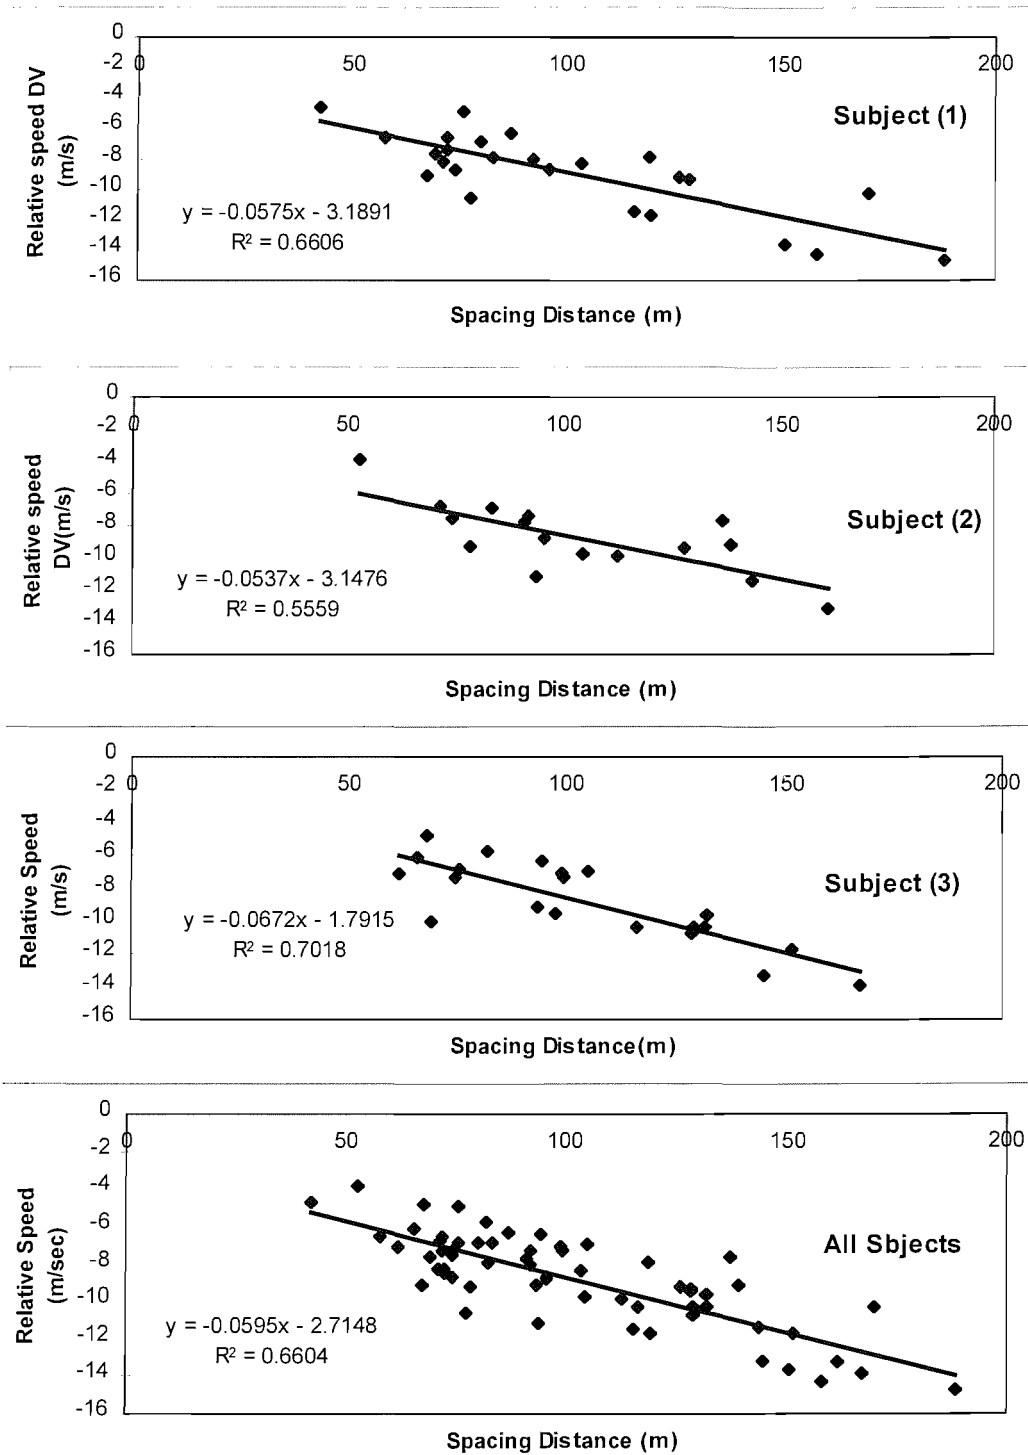 0
-2
-4
-6
-8
-10
-12
-14
-16
0
50
100
150
200
Relative speed DV
(m/s)
Subject (1)
y = -0.0575x - 3.1891
R² = 0.6606
Spacing Distance (m)
0
-2
-4
-6
-8
-10
-12
-14
-16
0
50
100
150
200
Relative speed
DV(m/s)
Subject (2)
y = -0.0537x - 3.1476
R² = 0.5559
Spacing Distance (m)
0
-2
-4
-6
-8
-10
-12
-14
-16
0
50
100
150
200
Relative Speed
(m/s)
Subject (3)
y = -0.0672x - 1.7915
R² = 0.7018
Spacing Distance(m)
0
-2
-4
-6
-8
-10
-12
-14
-16
0
50
100
150
200
Relative Speed
(m/sec)
All Sbjects
y = -0.0595x - 2.7148
R² = 0.6604
Spacing Distance (m)